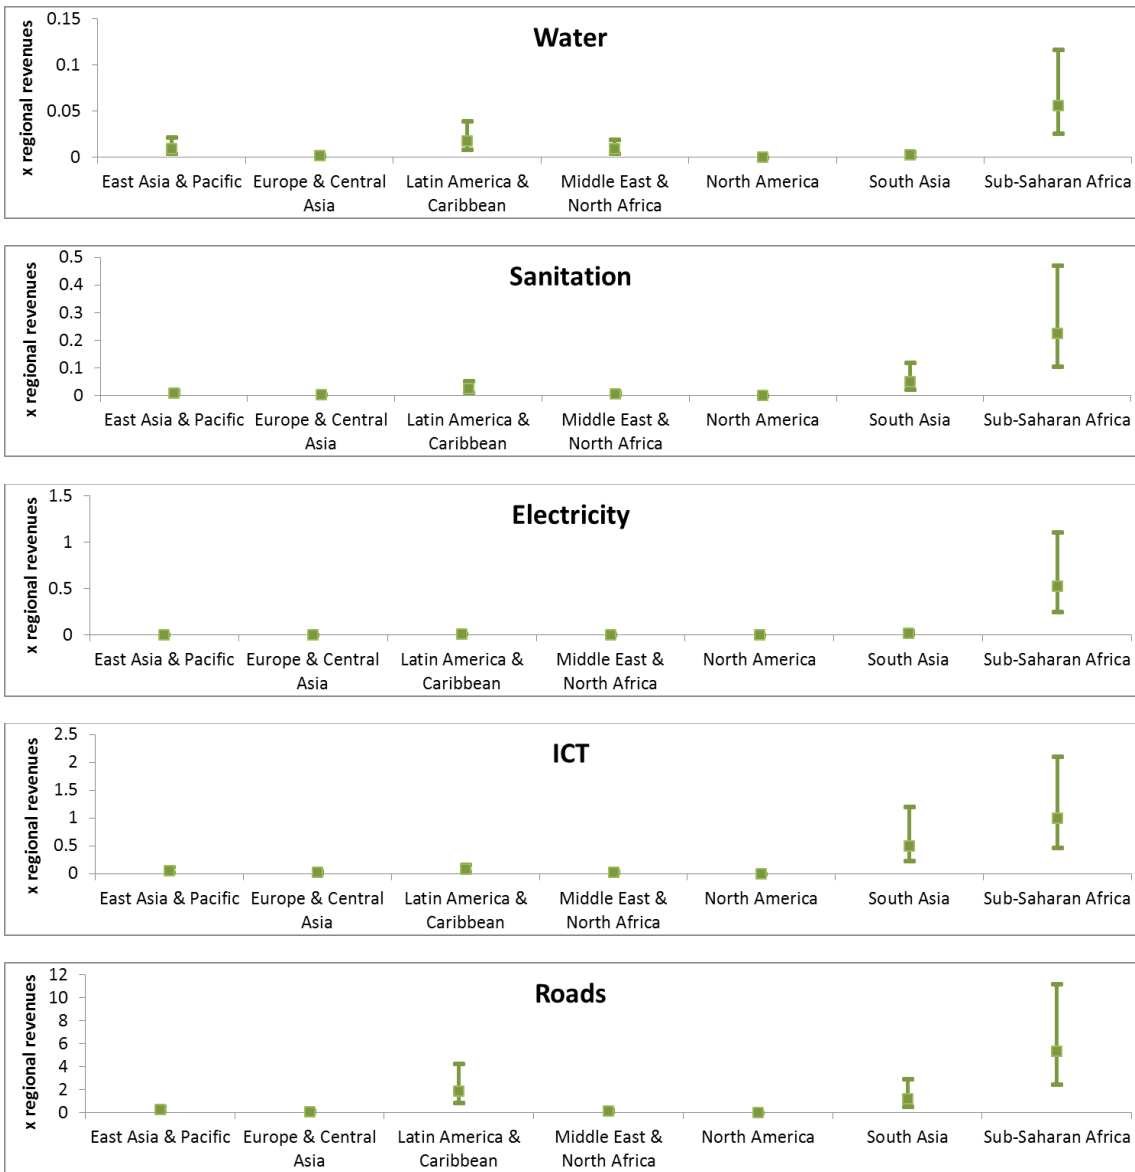 Water
x regional revenues
0.15
0.1
0.05
0
East Asia & Pacific
Europe & Central
Asia
Latin America &
Caribbean
Middle East &
North Africa
North America
South Asia
Sub-Saharan Africa
Sanitation
x regional revenues
0.5
0.4
0.3
0.2
0.1
0
East Asia & Pacific
Europe & Central
Asia
Latin America &
Caribbean
Middle East &
North Africa
North America
South Asia
Sub-Saharan Africa
Electricity
x regional revenues
1.5
1
0.5
0
East Asia & Pacific
Europe & Central
Asia
Latin America &
Caribbean
Middle East &
North Africa
North America
South Asia
Sub-Saharan Africa
ICT
x regional revenues
2.5
2
1.5
1
0.5
0
East Asia & Pacific
Europe & Central
Asia
Latin America &
Caribbean
Middle East &
North Africa
North America
South Asia
Sub-Saharan Africa
Roads
x regional revenues
12
10
8
6
4
2
0
East Asia & Pacific
Europe & Central
Asia
Latin America &
Caribbean
Middle East &
North Africa
North America
South Asia
Sub-Saharan Africa